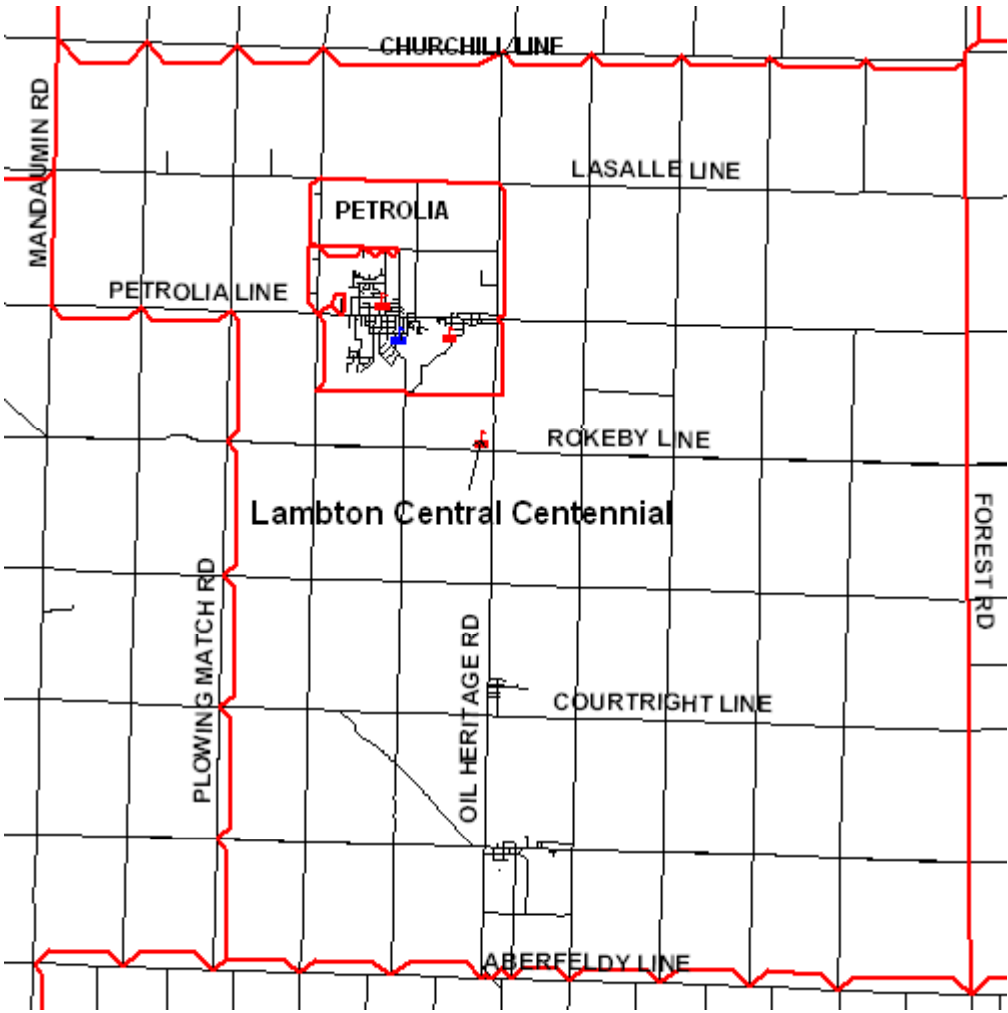 CHURCHILL LINE
MANDAUMIN RD
LASALLE LINE
PETROLIA
PETROLIA LINE
ROKEBY LINE
Lambton Central Centennial
FOREST RD
PLOWING MATCH RD
OIL HERITAGE RD
COURTRIGHT LINE
ABERFELDY LINE